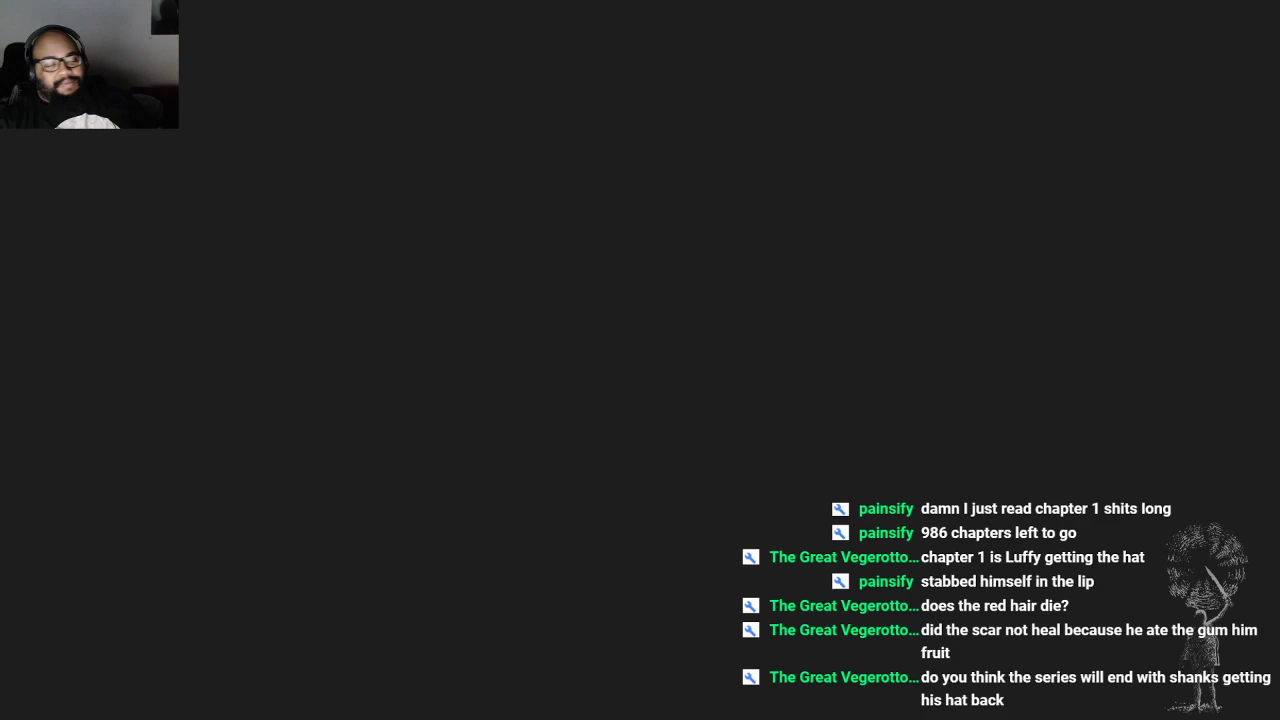 painsify damn I just read chapter 1 shits long
painsify 986 chapters left to go
The Great Vegerotto… chapter 1 is Luffy getting the hat
painsify stabbed himself in the lip
The Great Vegerotto… does the red hair die?
The Great Vegerotto… did the scar not heal because he ate the gum him
fruit
The Great Vegerotto… do you think the series will end with shanks getting
his hat back